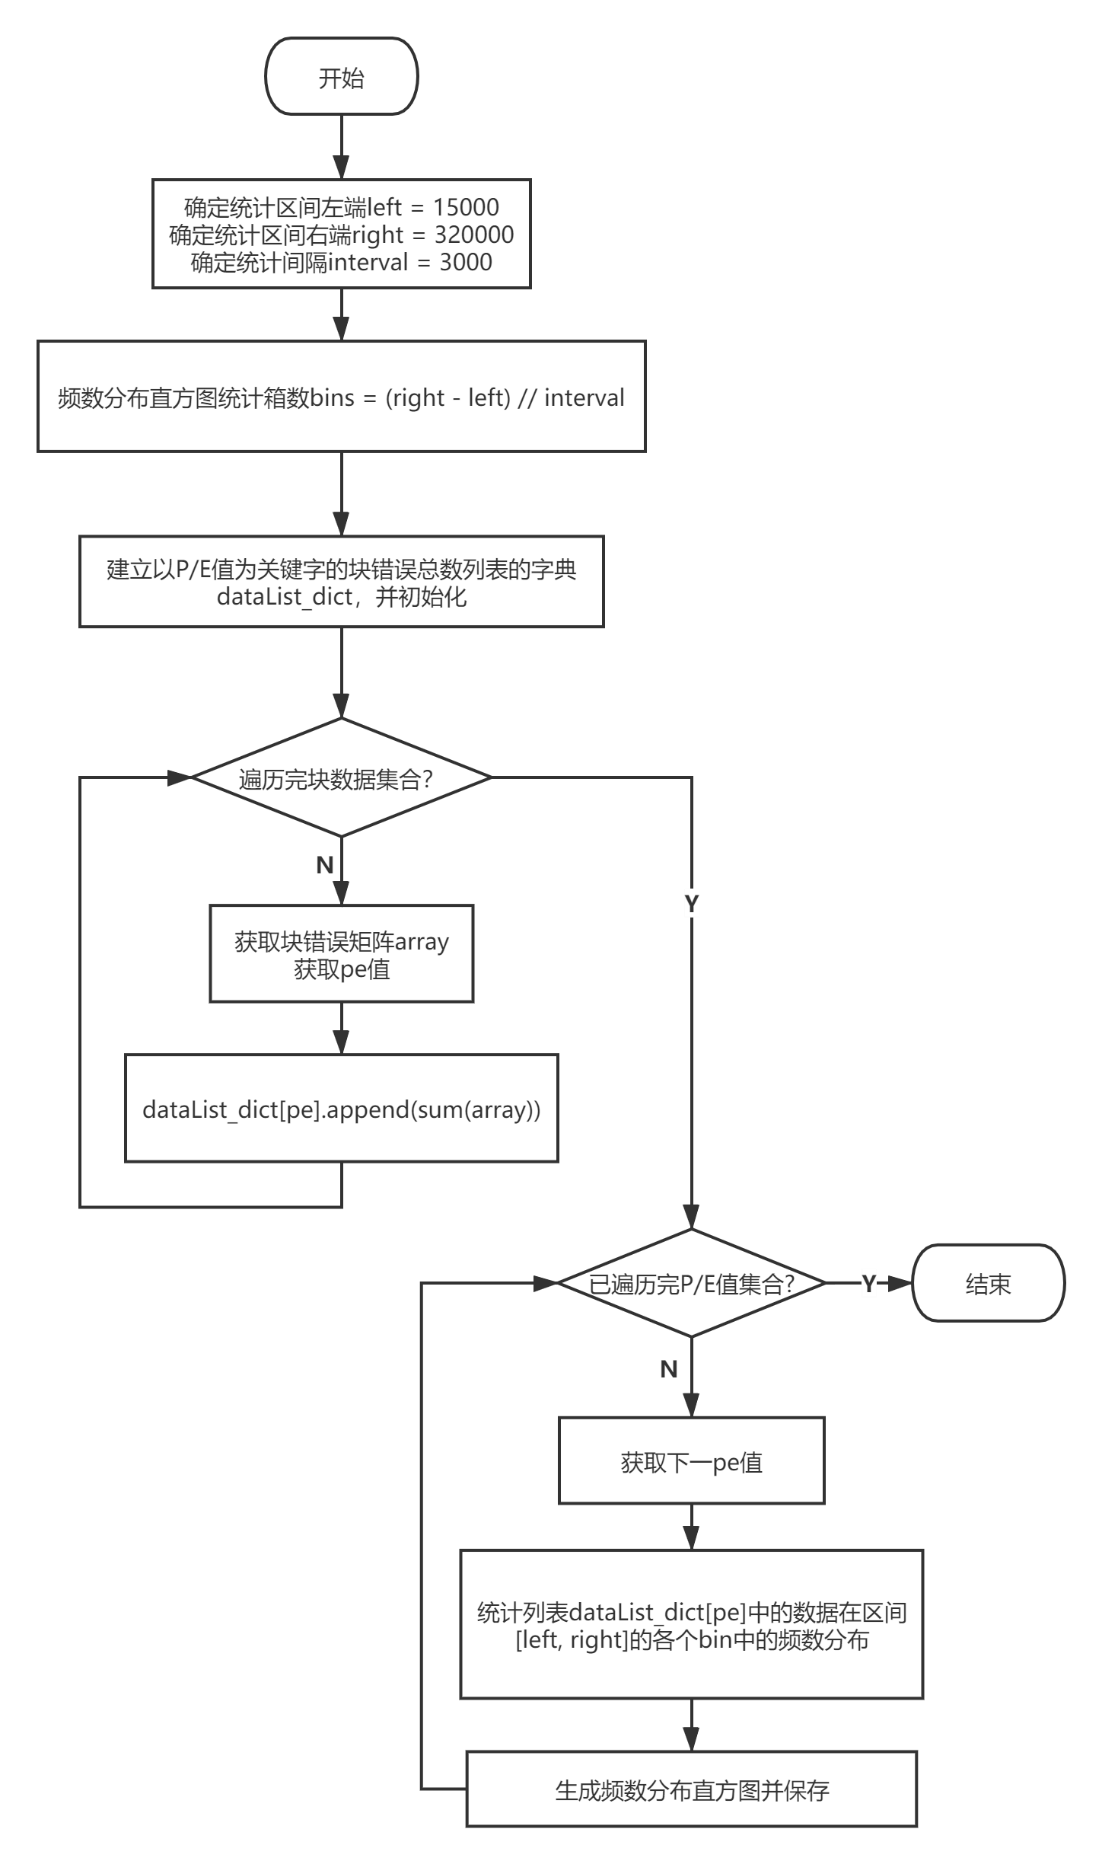 开始
确定统计区间左端left = 15000
确定统计区间右端right = 320000
确定统计间隔interval = 3000
频数分布直方图统计箱数bins = (right - left) // interval
建立以P/E值为关键字的块错误总数列表的字典
dataList_dict，并初始化
遍历完块数据集合？
N
Y
获取块错误矩阵array
获取pe值
dataList_dict[pe].append(sum(array))
已遍历完P/E值集合?
Y
结束
N
获取下一pe值
统计列表dataList_dict[pe]中的数据在区间
[left, right]的各个bin中的频数分布
生成频数分布直方图并保存